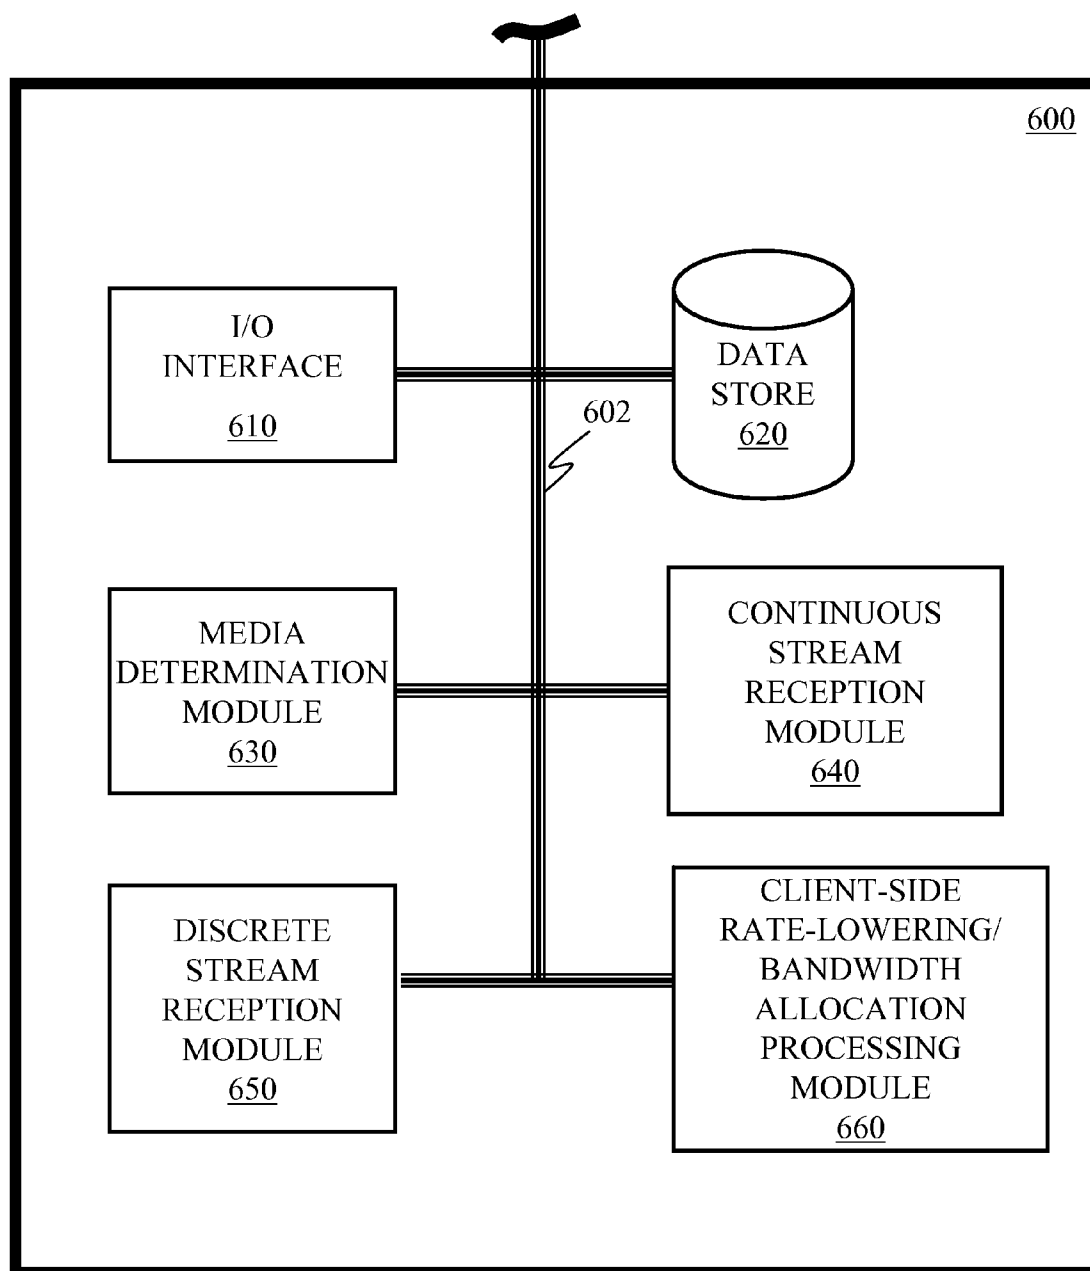 600
I/O
INTERFACE
610
DATA
STORE
620
602
MEDIA
DETERMINATION
MODULE
630
CONTINUOUS
STREAM
RECEPTION
MODULE
640
DISCRETE
STREAM
RECEPTION
MODULE
650
CLIENT-SIDE
RATE-LOWERING/
BANDWIDTH
ALLOCATION
PROCESSING
MODULE
660